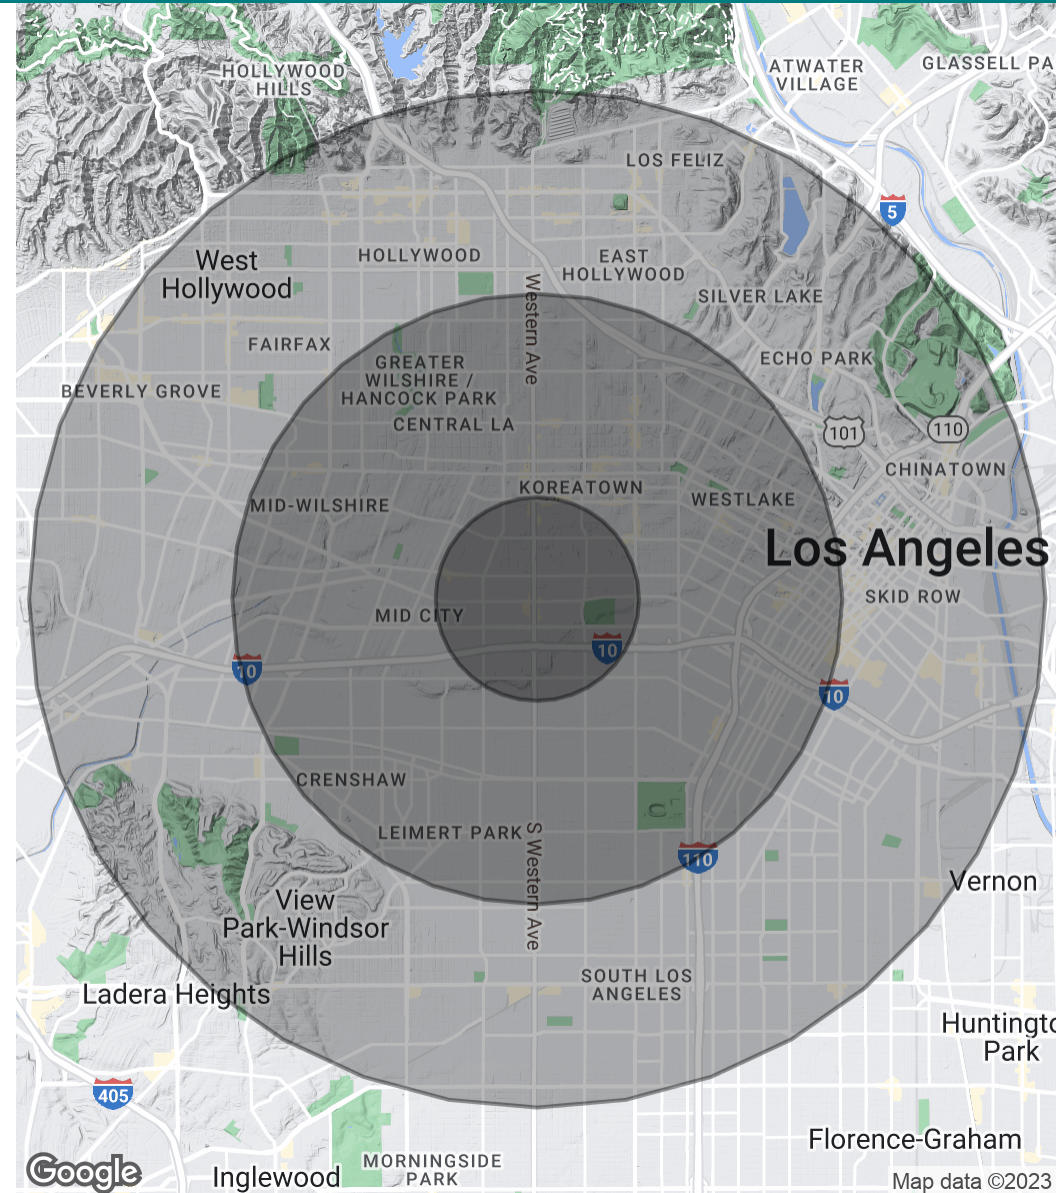 HOLLYWOOD
HILLS
ATWATER
VILLAGE
GLASSELL PA
LOS FELIZ
5
West
Hollywood
HOLLYWOOD
EAST
HOLLYWOOD
Western Ave
SILVER LAKE
FAIRFAX
GREATER
WILSHIRE /
HANCOCK PARK
ECHO PARK
BEVERLY GROVE
CENTRAL LA
101
110
CHINATOWN
KOREATOWN
WESTLAKE
MID-WILSHIRE
Los Angeles
SKID ROW
MID CITY
10
10
10
CRENSHAW
LEIMERT PARK
S Western Ave
110
Vernon
View
Park-Windsor
Hills
SOUTH LOS
ANGELES
Ladera Heights
Huntingto
Park
405
Florence-Graham
Google
Inglewood
MORNINGSIDE
PARK
Map data ©2023